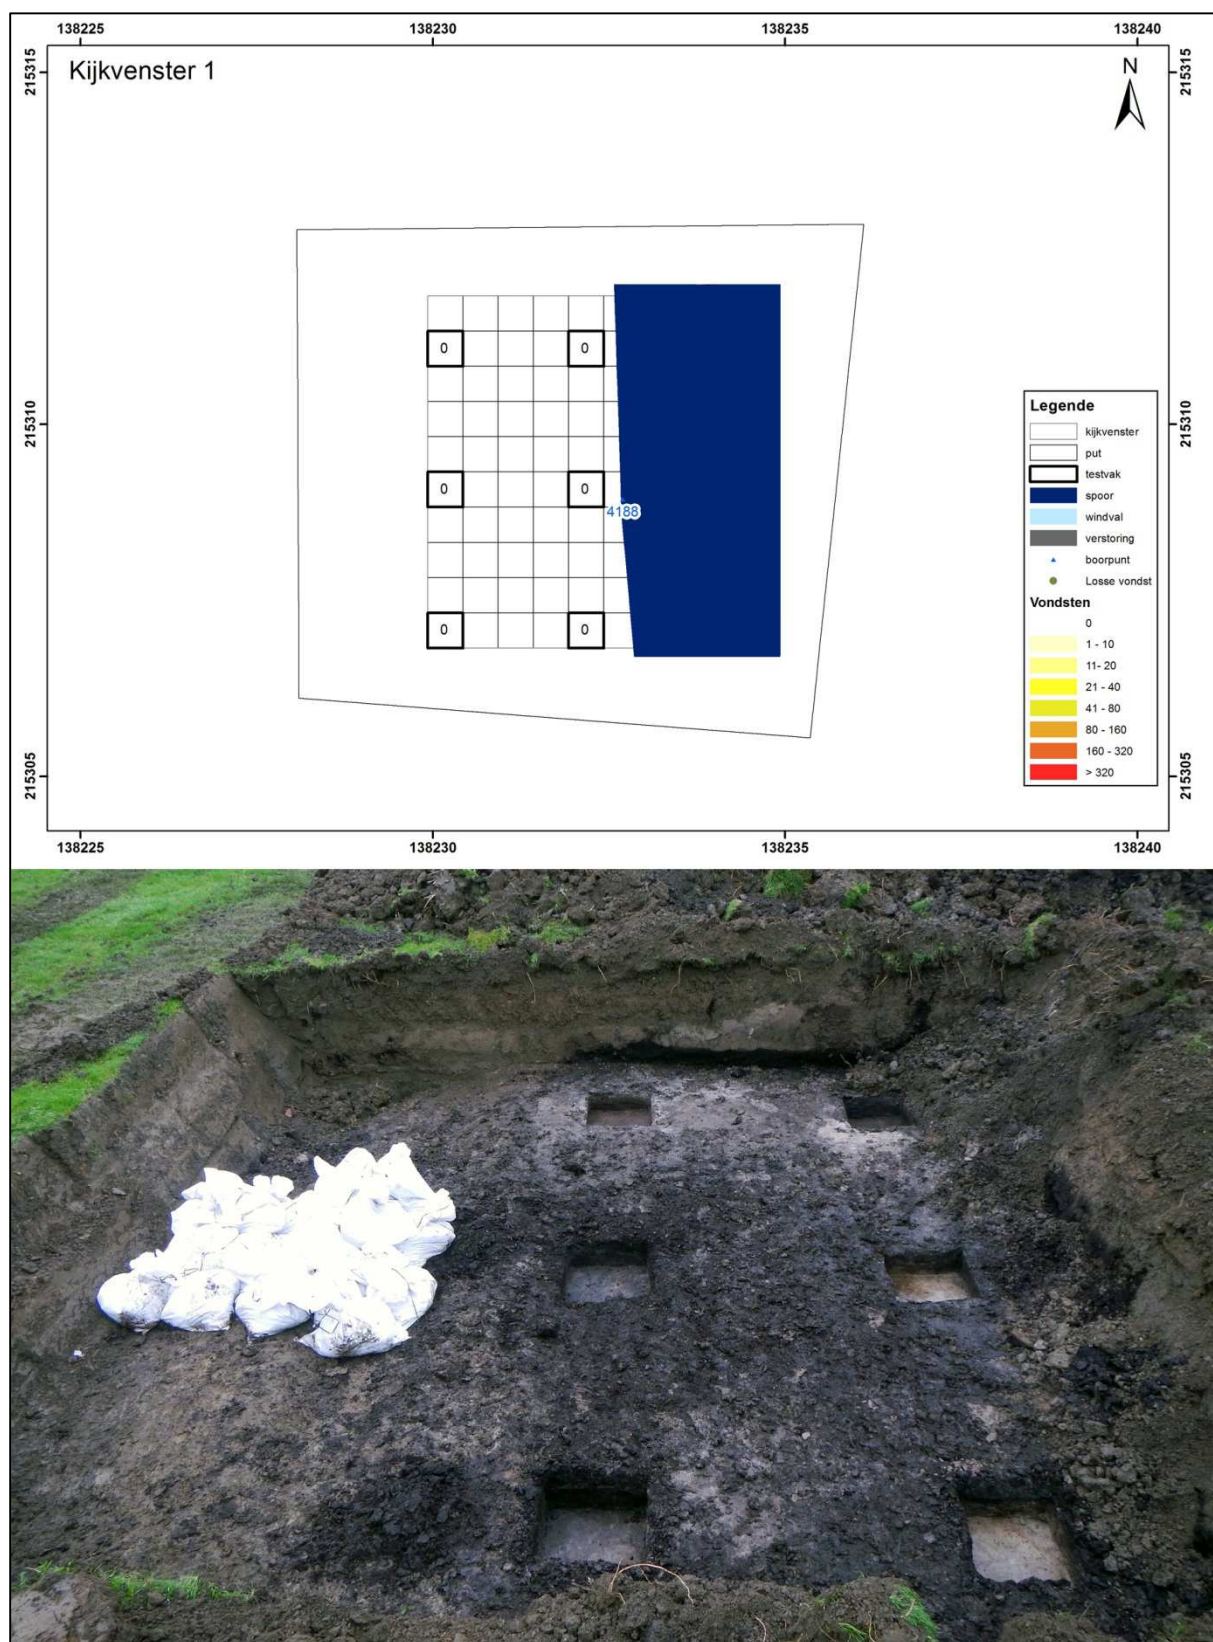 138225 138230 138235 138240
Kijkvenster 1
N
215315 215315
0 0
215310 215310
0 0
4188
0 0
215305 215305
Legende
kijkvenster
put
testvak
spoor
windval
verstoring
boorpunt
Losse vondst
Vondsten
0
1 - 10
11- 20
21 - 40
41 - 80
80 - 160
160 - 320
> 320
138225 138230 138235 138240